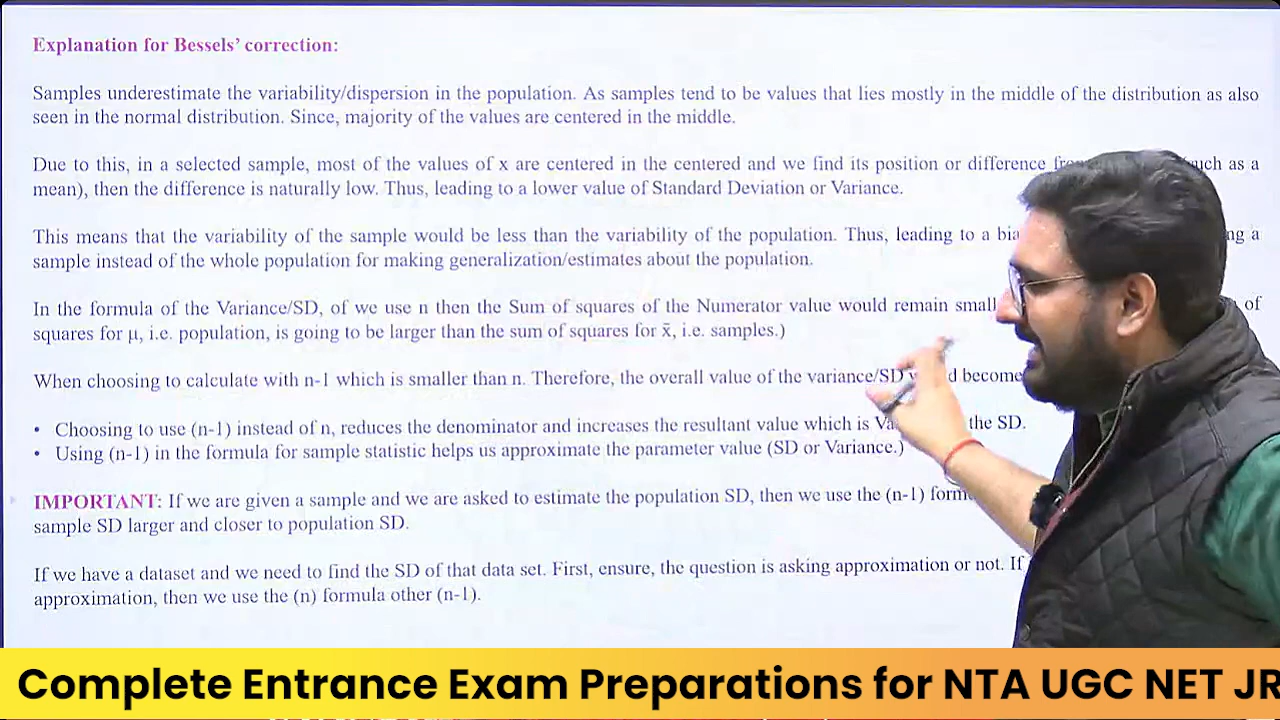 Explanation for Bessels’ correction:
Samples underestimate the variability/dispersion in the population. As samples tend to be values that lies mostly in the middle of the distribution as also
seen in the normal distribution. Since, majority of the values are centered in the middle.
Due to this, in a selected sample, most of the values of x are centered in the centered and we find its position or difference uch as a
mean), then the difference is naturally low. Thus, leading to a lower value of Standard Deviation or Variance.
This means that the variability of the sample would be less than the variability of the population. Thus, leading to a ng a
sample instead of the whole population for making generalization/estimates about the population.
In the formula of the Variance/SD, of we use n then the Sum of squares of the Numerator value would remain small of
squares for μ, i.e. population, is going to be larger than the sum of squares for x̄, i.e. samples.)
When choosing to calculate with n-1 which is smaller than n. Therefore, the overall value of the variance/SD become
• Choosing to use (n-1) instead of n, reduces the denominator and increases the resultant value which is the SD.
• Using (n-1) in the formula for sample statistic helps us approximate the parameter value (SD or Variance.)
IMPORTANT: If we are given a sample and we are asked to estimate the population SD, then we use the (n-1)
sample SD larger and closer to population SD.
If we have a dataset and we need to find the SD of that data set. First, ensure, the question is asking approximation or not. If
approximation, then we use the (n) formula other (n-1).
Complete Entrance Exam Preparations for NTA UGC NET JR